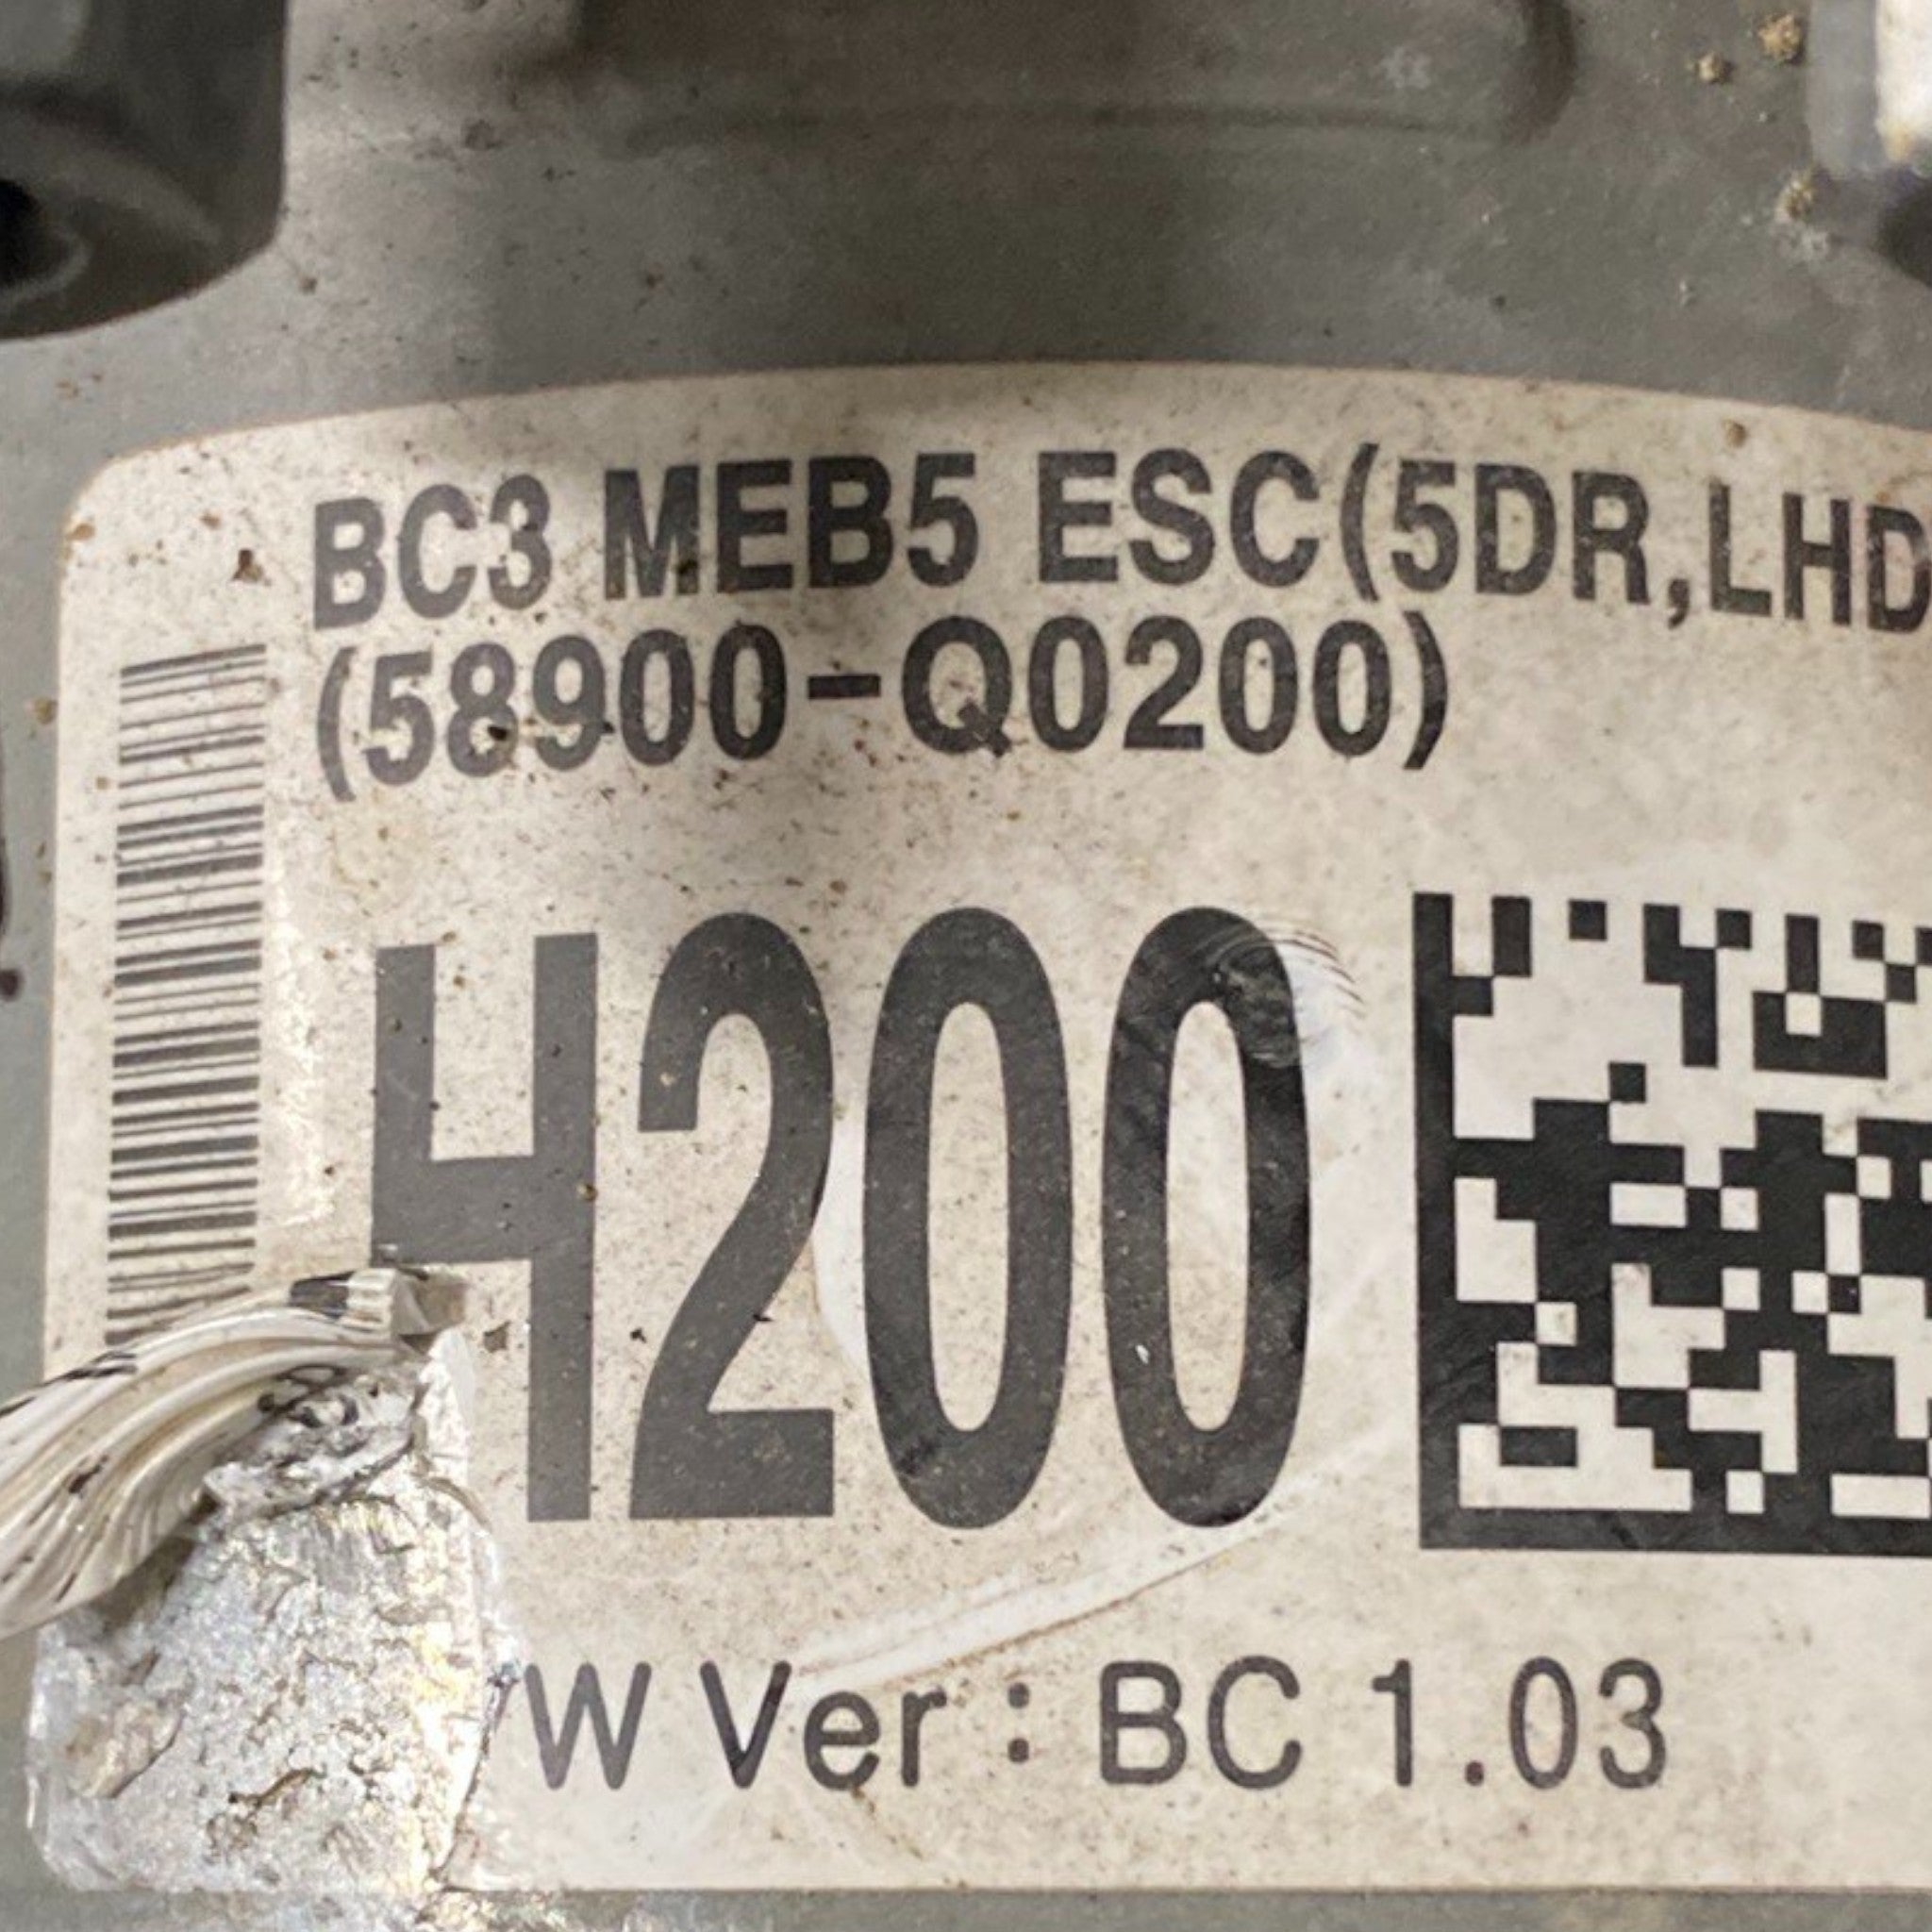 BC3 MEB5 ESC(5DR,LHD
(58900-Q0200)
H200
/W Ver : BC 1.03